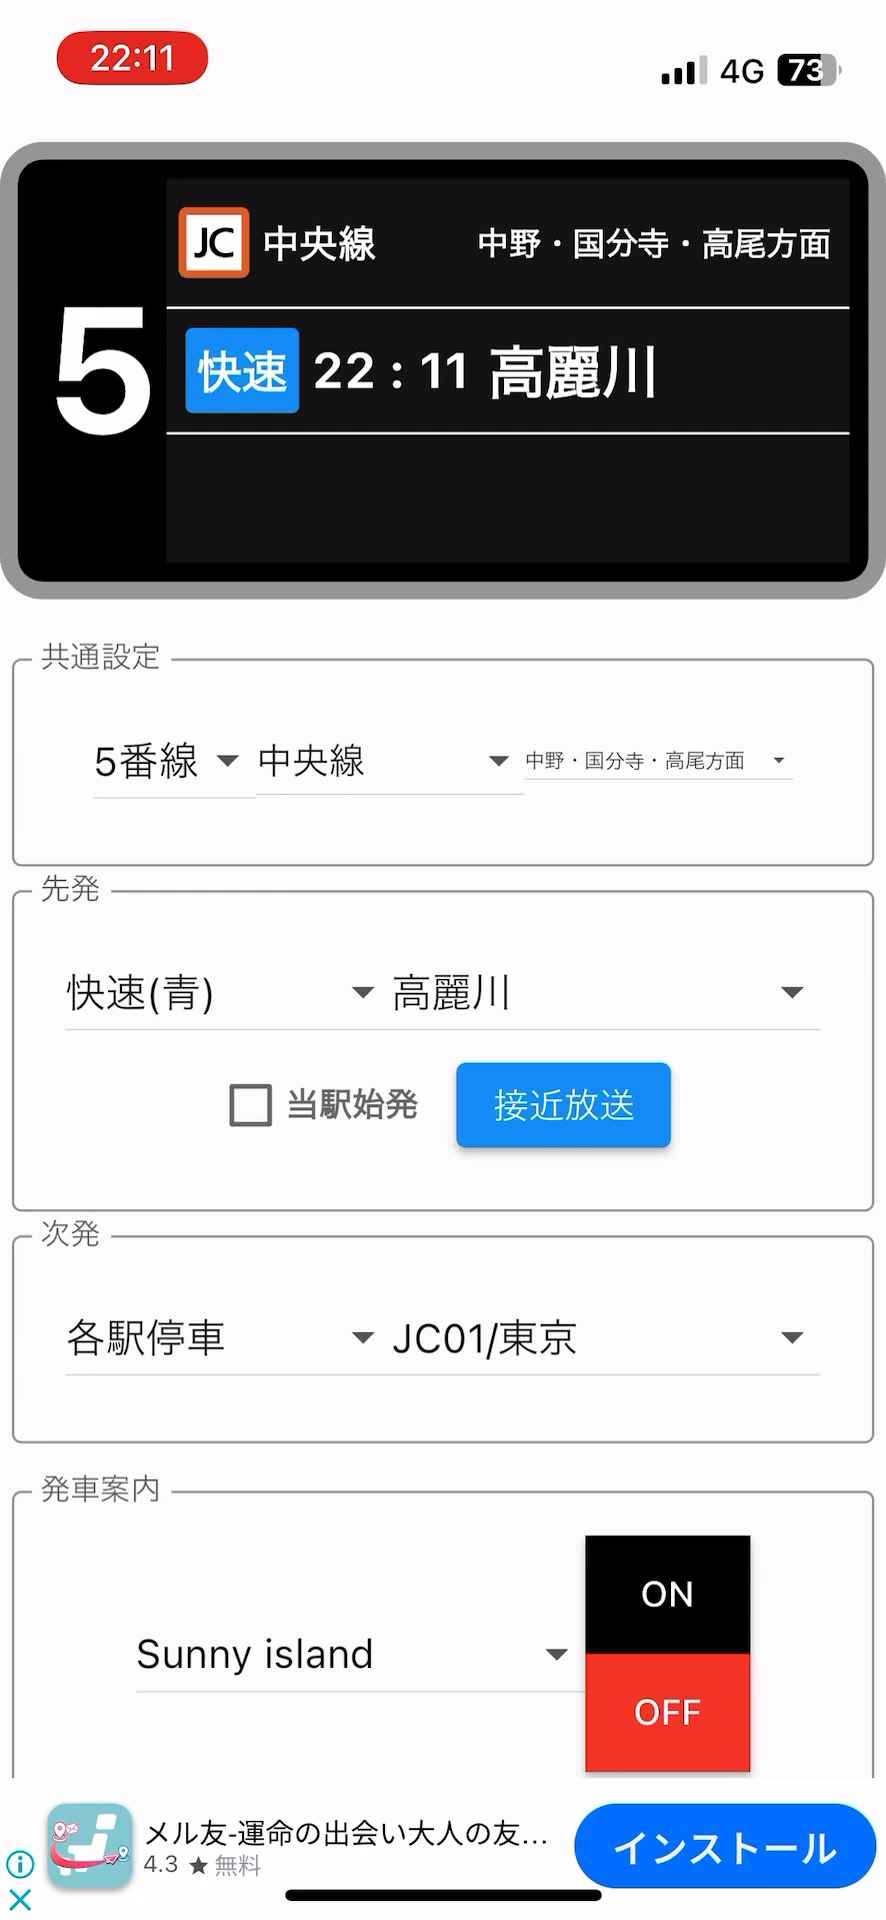 22:11
4G 73
JC 中央線 中野・国分寺・高尾方面
5
快速 22:11 高麗川
共通設定
5番線 中央線 中野・国分寺・高尾方面
先発
快速(青) 高麗川
当駅始発 接近放送
次発
各駅停車 JC01/東京
発車案内
ON
Sunny island
OFF
メル友-運命の出会い大人の友...
4.3 ★ 無料
インストール